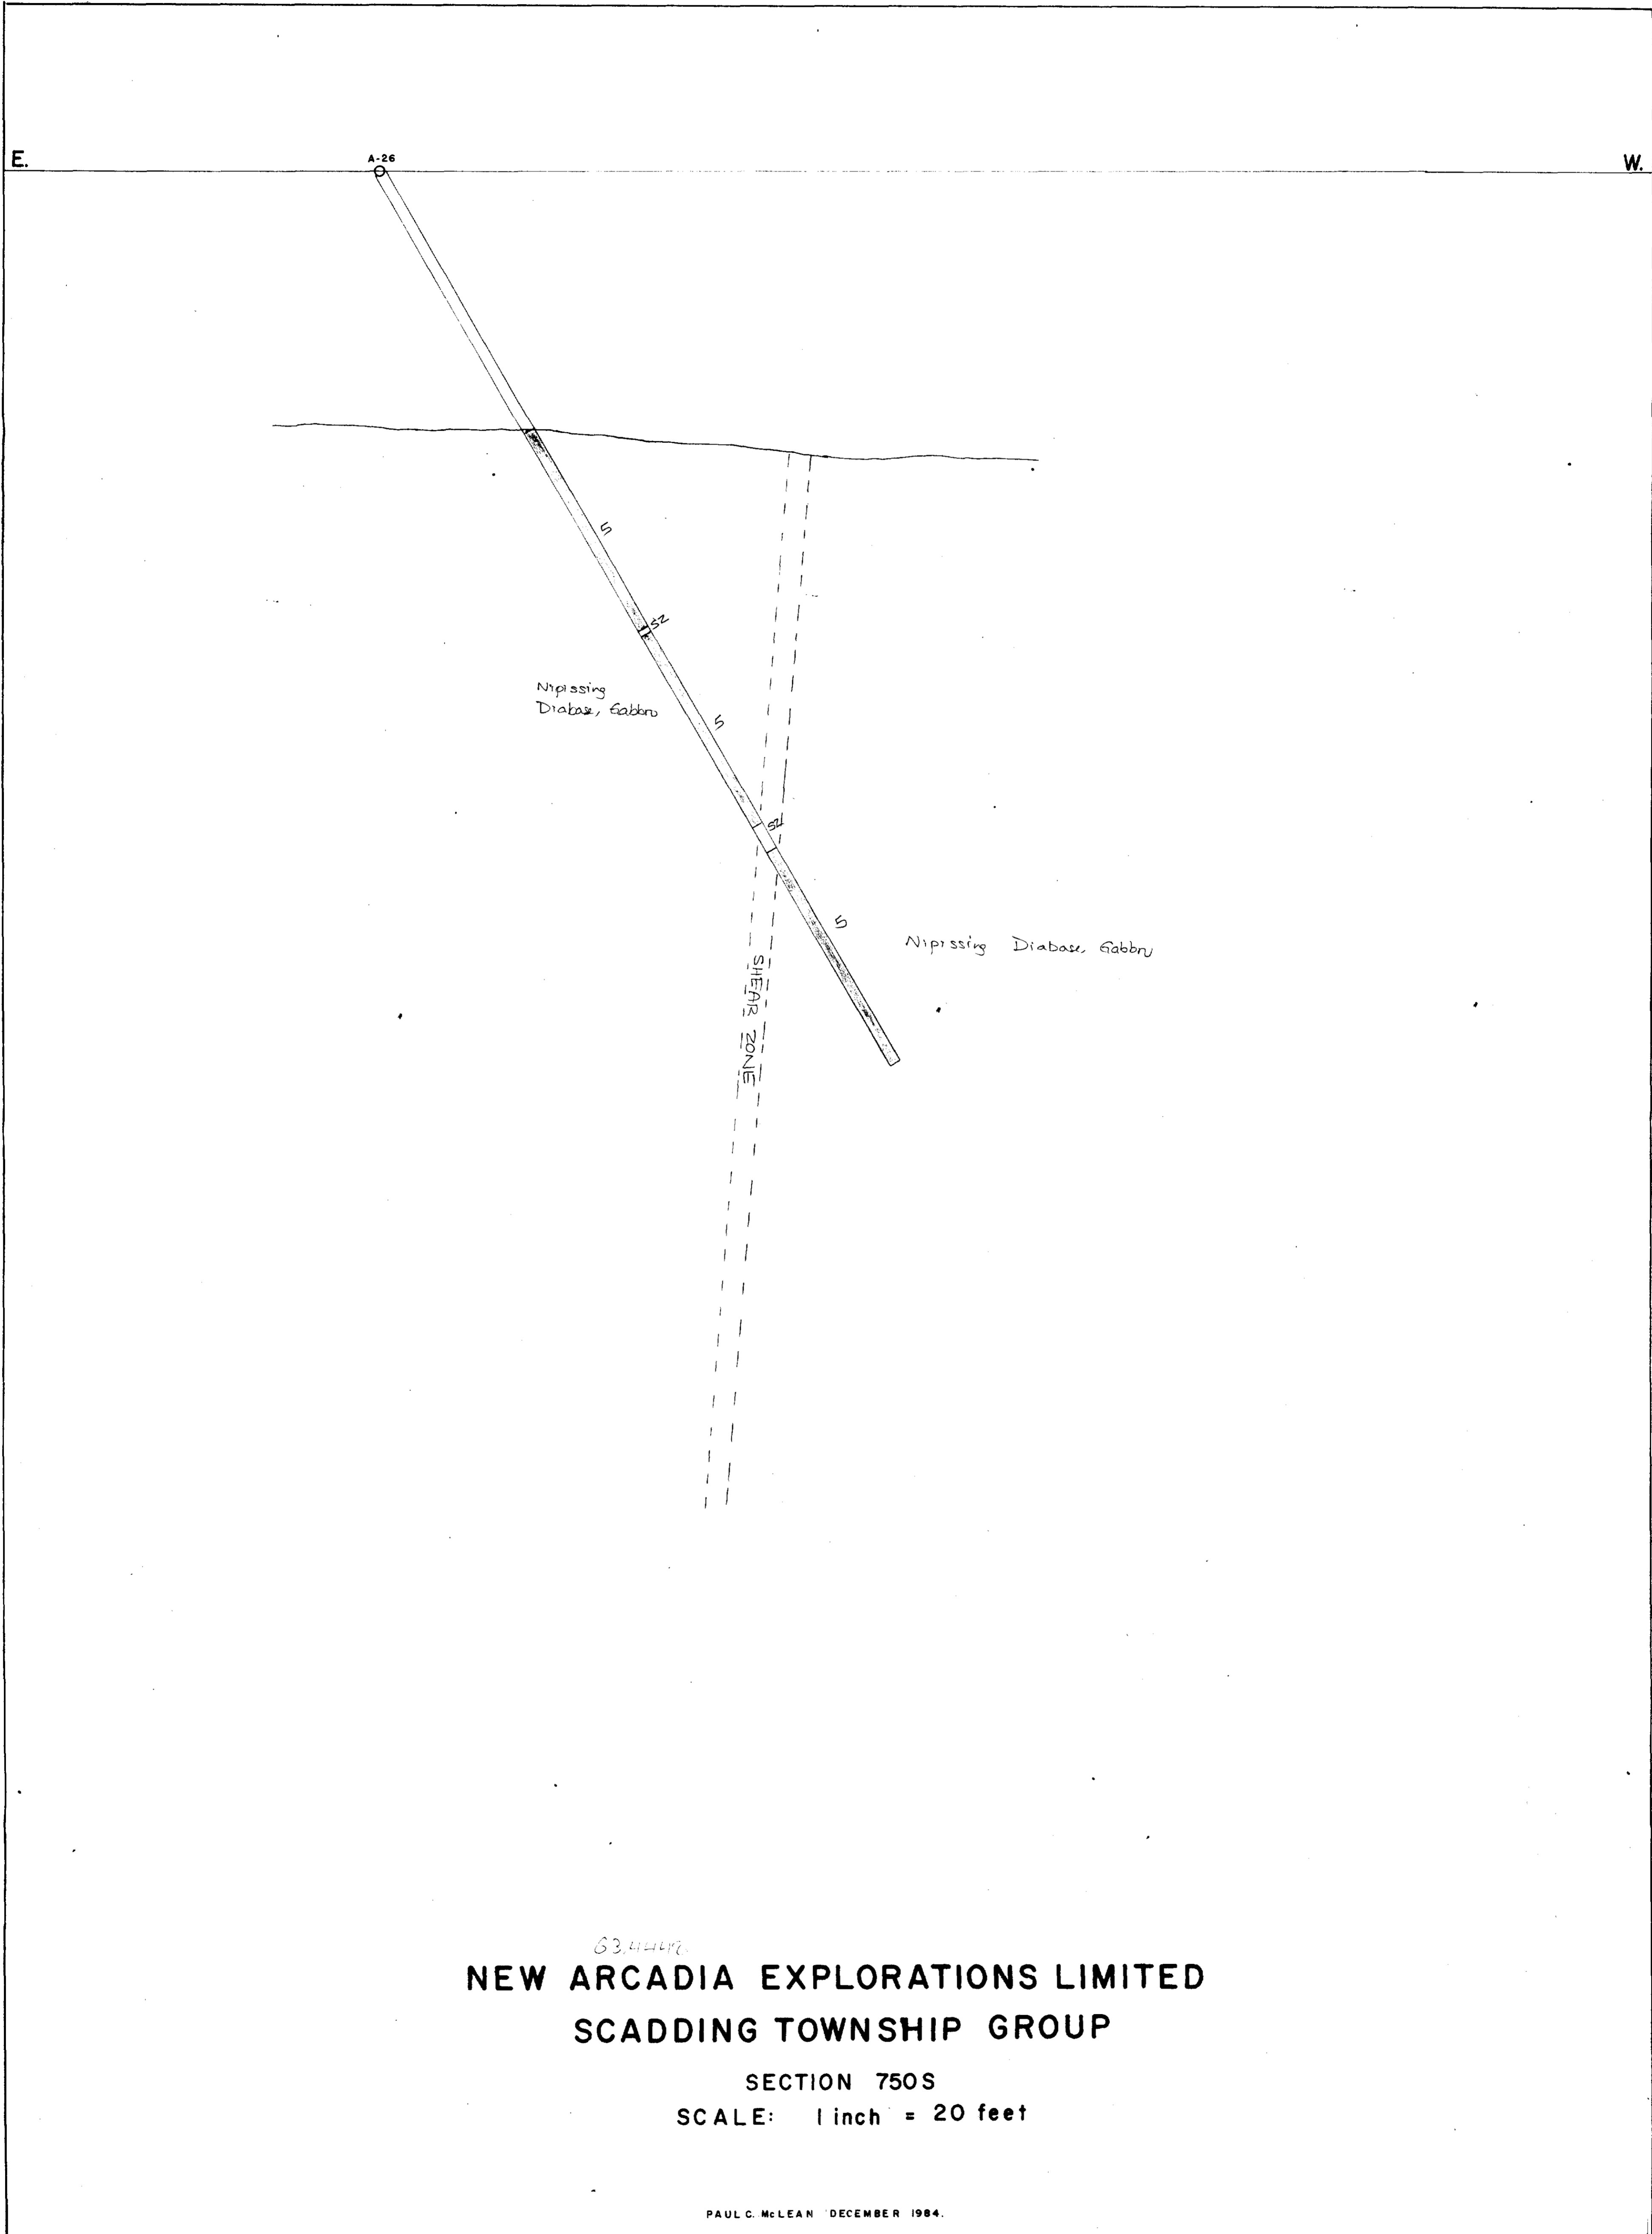 E.
A-26
W.
5
SZ
Nipissing
Diabase, Gabbro
5
SZ
5
Nipissing Diabase, Gabbro
SHEAR ZONE
NEW ARCADIA EXPLORATIONS LIMITED
SCADDING TOWNSHIP GROUP
SECTION 750S
SCALE: 1 inch = 20 feet
PAUL C. McLEAN DECEMBER 1984.